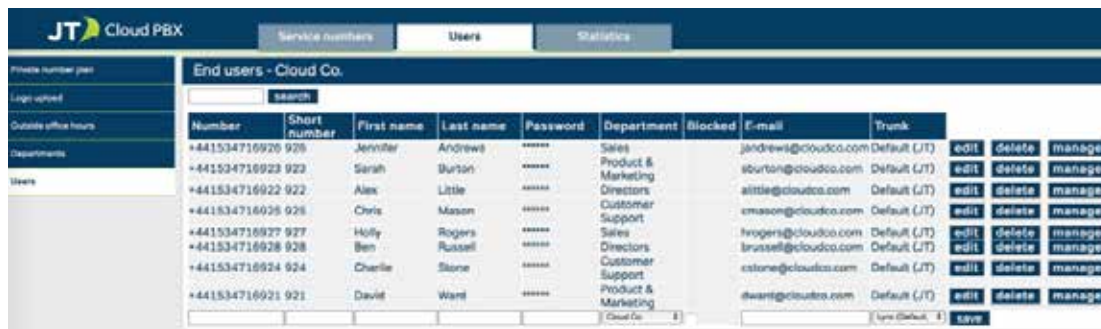 JT Cloud PBX
Service numbers Users Statistics
Private number plan
Logo upload
Outside office hours
Departments
Users
End users - Cloud Co.
search
Number Short number First name Last name Password Department Blocked E-mail Trunk
+441534716926 926 Jennifer Andrews ****** Sales jandrews@cloudco.com Default (JT) edit delete manage
+441534716923 923 Sarah Burton ****** Product & Marketing sburton@cloudco.com Default (JT) edit delete manage
+441534716922 922 Alex Little ****** Directors alittle@cloudco.com Default (JT) edit delete manage
+441534716925 925 Chris Mason ****** Customer Support cmason@cloudco.com Default (JT) edit delete manage
+441534716927 927 Holly Rogers ****** Sales hrogers@cloudco.com Default (JT) edit delete manage
+441534716928 928 Ben Russell ****** Directors brussell@cloudco.com Default (JT) edit delete manage
+441534716924 924 Charlie Stone ****** Customer Support cstone@cloudco.com Default (JT) edit delete manage
+441534716921 921 David Ward ****** Product & Marketing dward@cloudco.com Default (JT) edit delete manage
Cloud Co. Lync (Default, save